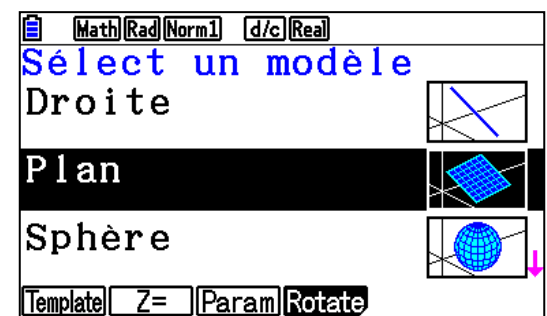 Math Rad Norm1 d/c Real
Sélect un modèle
Droite
Plan
Sphère
Template Z= Param Rotate